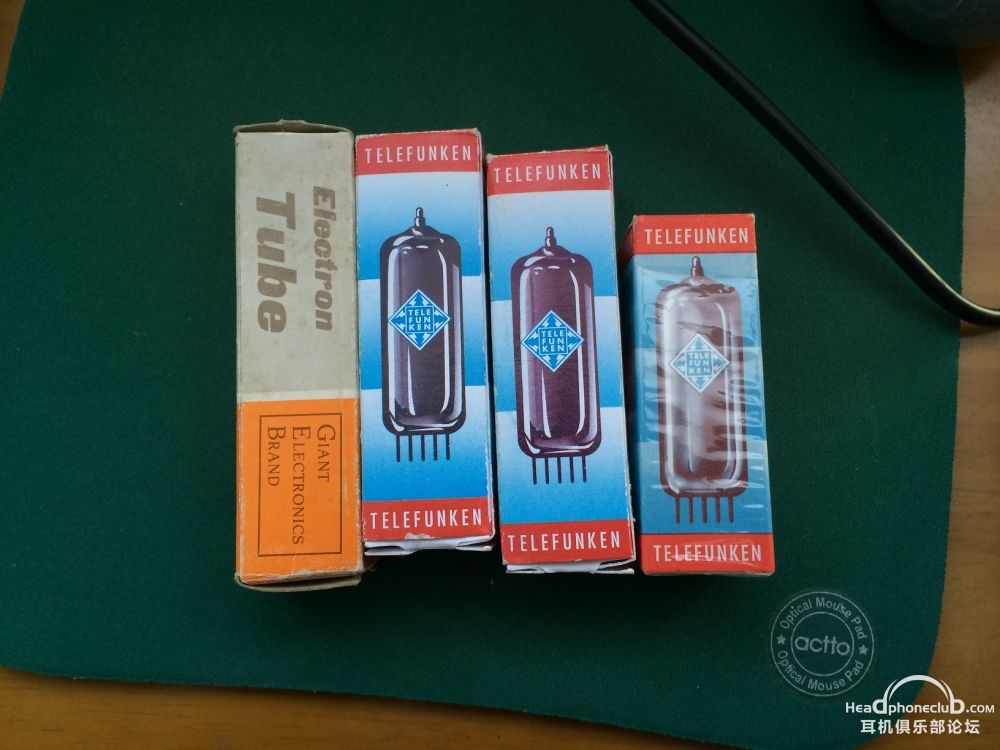 Electron
Tube
GIANT
ELECTRONICS
BRAND
TELEFUNKEN
TELE
FUN
KEN
TELEFUNKEN
TELEFUNKEN
TELE
FUN
KEN
TELEFUNKEN
TELEFUNKEN
TELE
FUN
KEN
TELEFUNKEN
Optical Mouse Pad
actto
Optical Mouse Pad
HeadphoneclubD.com
耳机俱乐部论坛